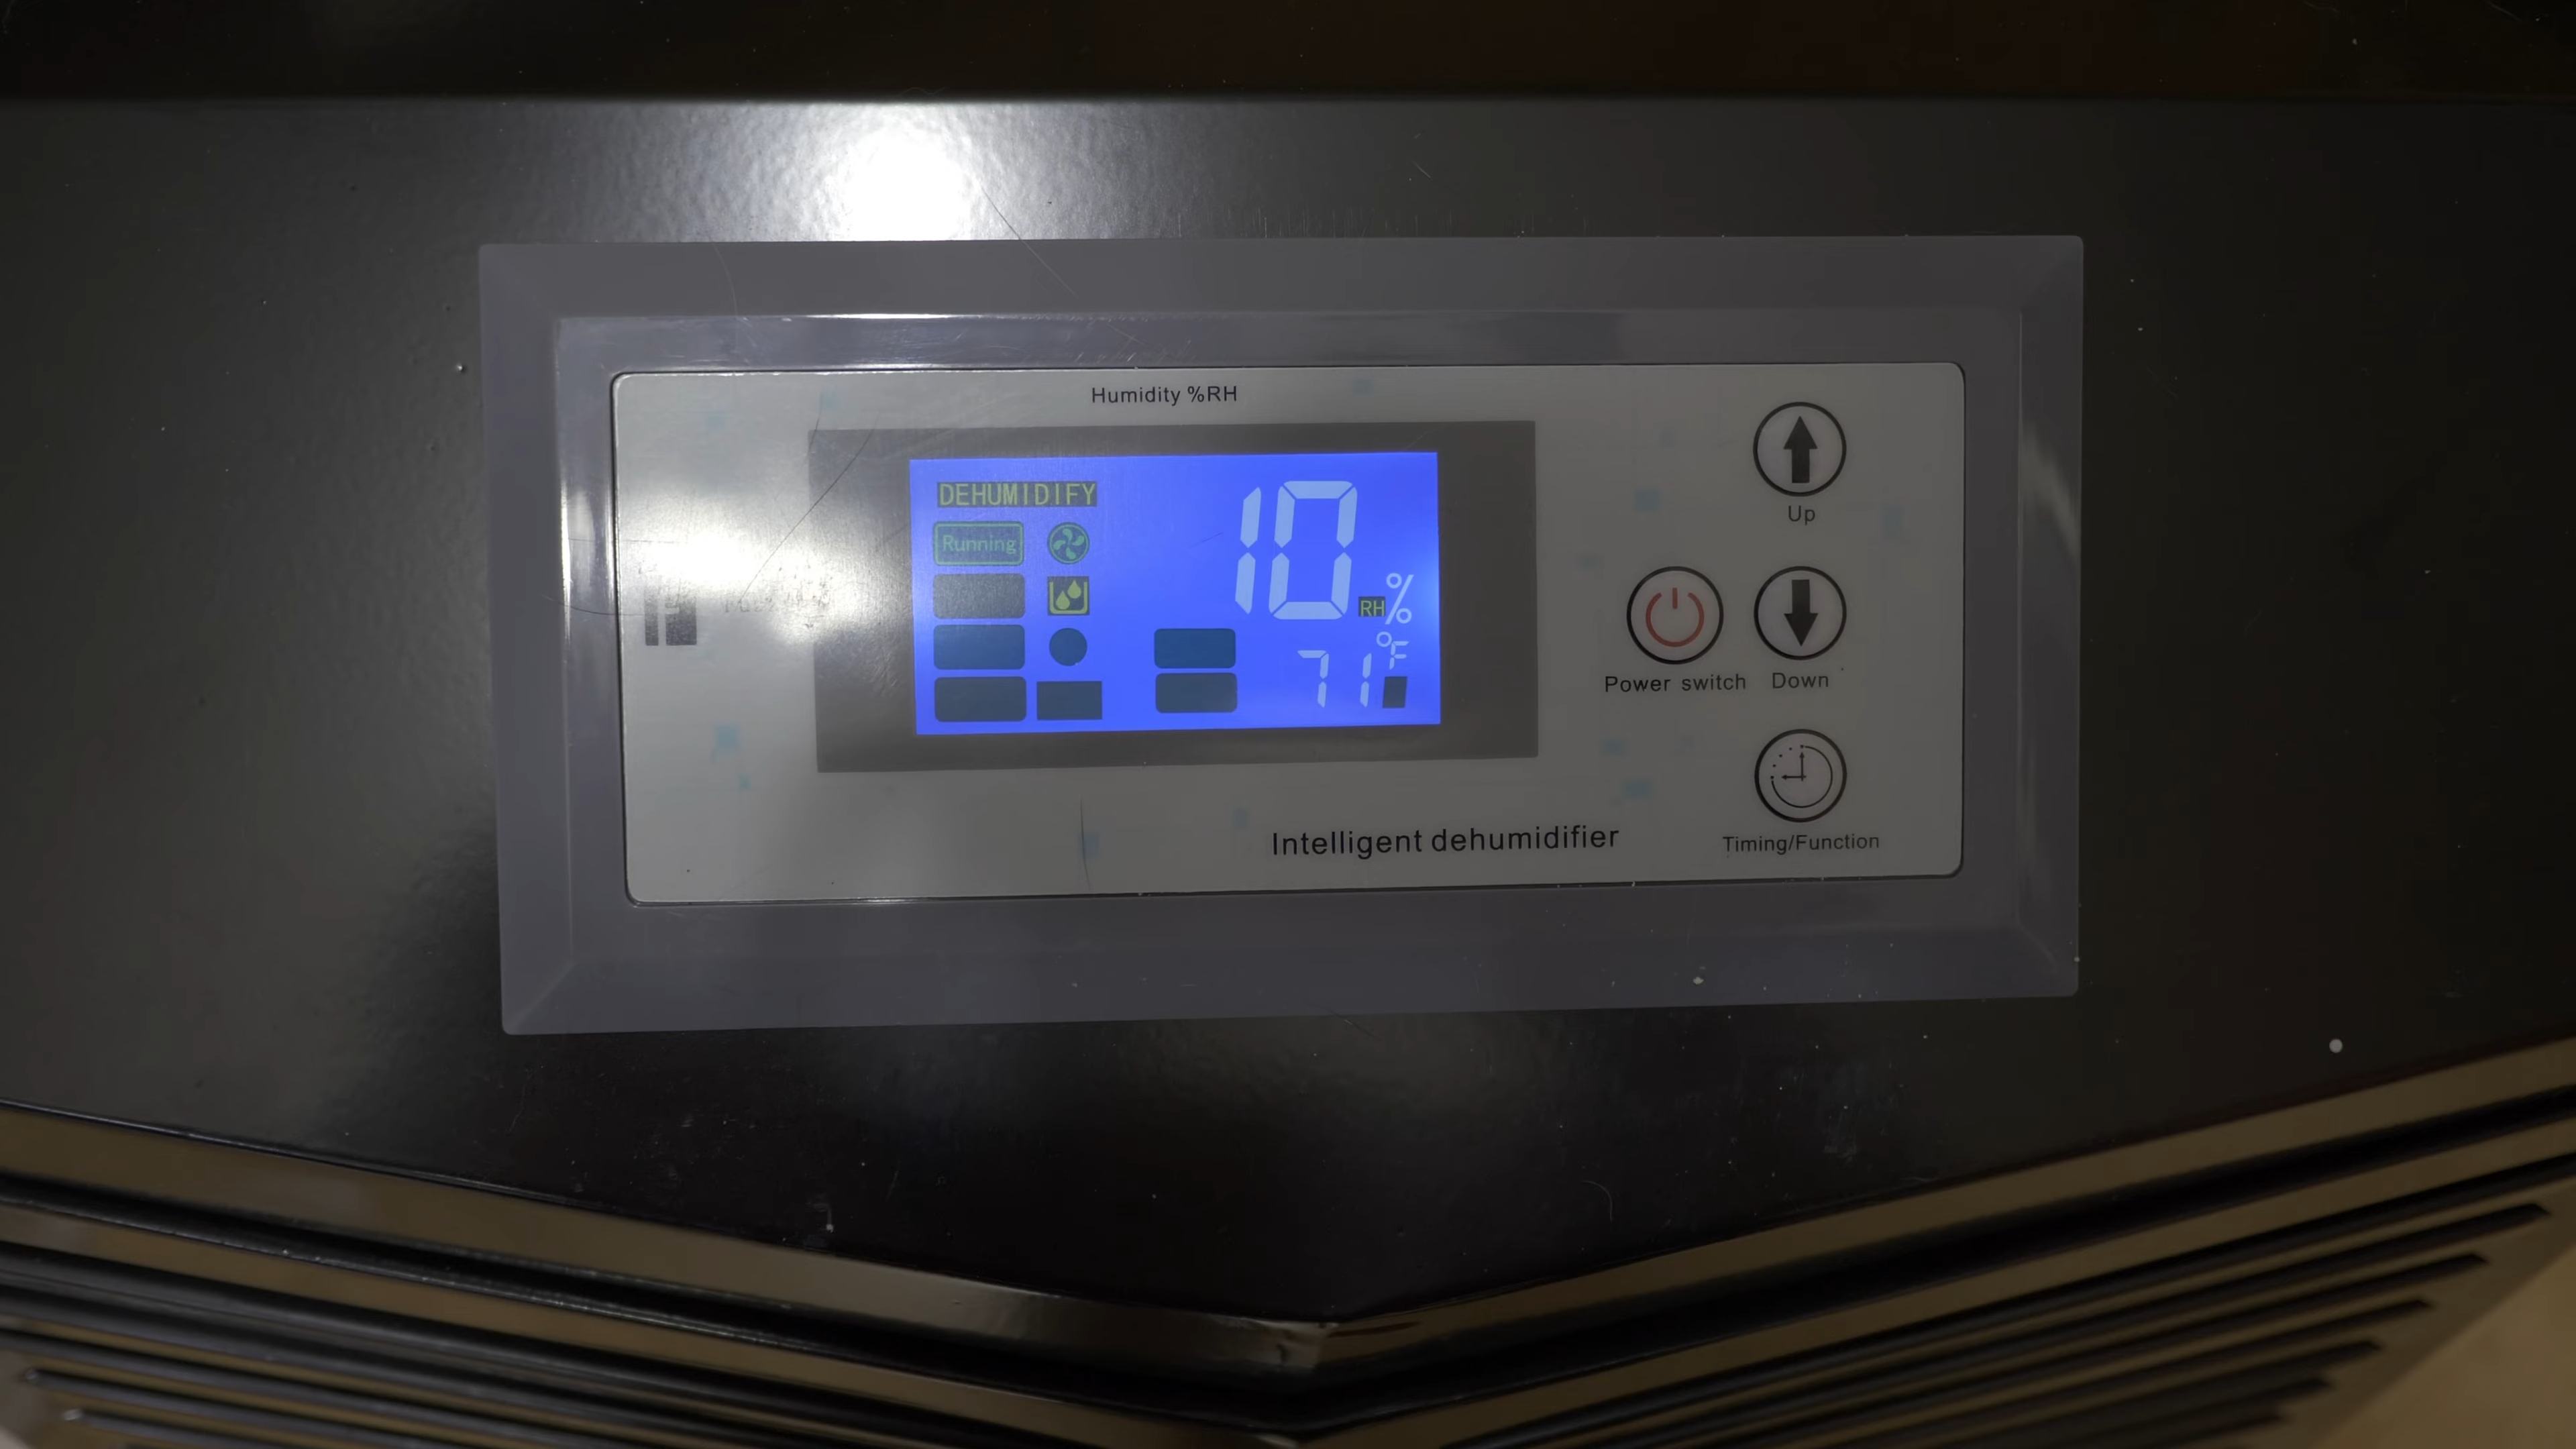 Humidity %RH
DEHUMIDIFY
Running
10
RH %
71 °F
Up
Power switch
Down
Timing/Function
Intelligent dehumidifier